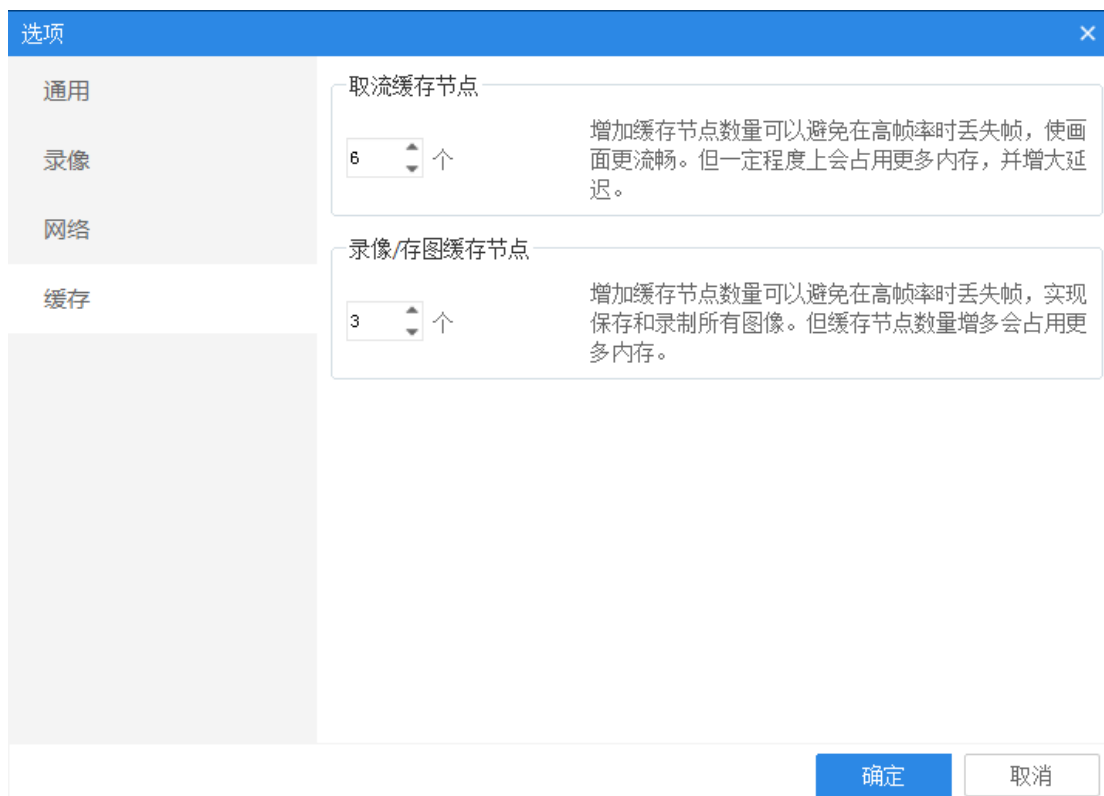 选项
通用
录像
网络
缓存
取流缓存节点
6 个
增加缓存节点数量可以避免在高帧率时丢失帧，使画
面更流畅。但一定程度上会占用更多内存，并增大延
迟。
录像/存图缓存节点
3 个
增加缓存节点数量可以避免在高帧率时丢失帧，实现
保存和录制所有图像。但缓存节点数量增多会占用更
多内存。
确定
取消